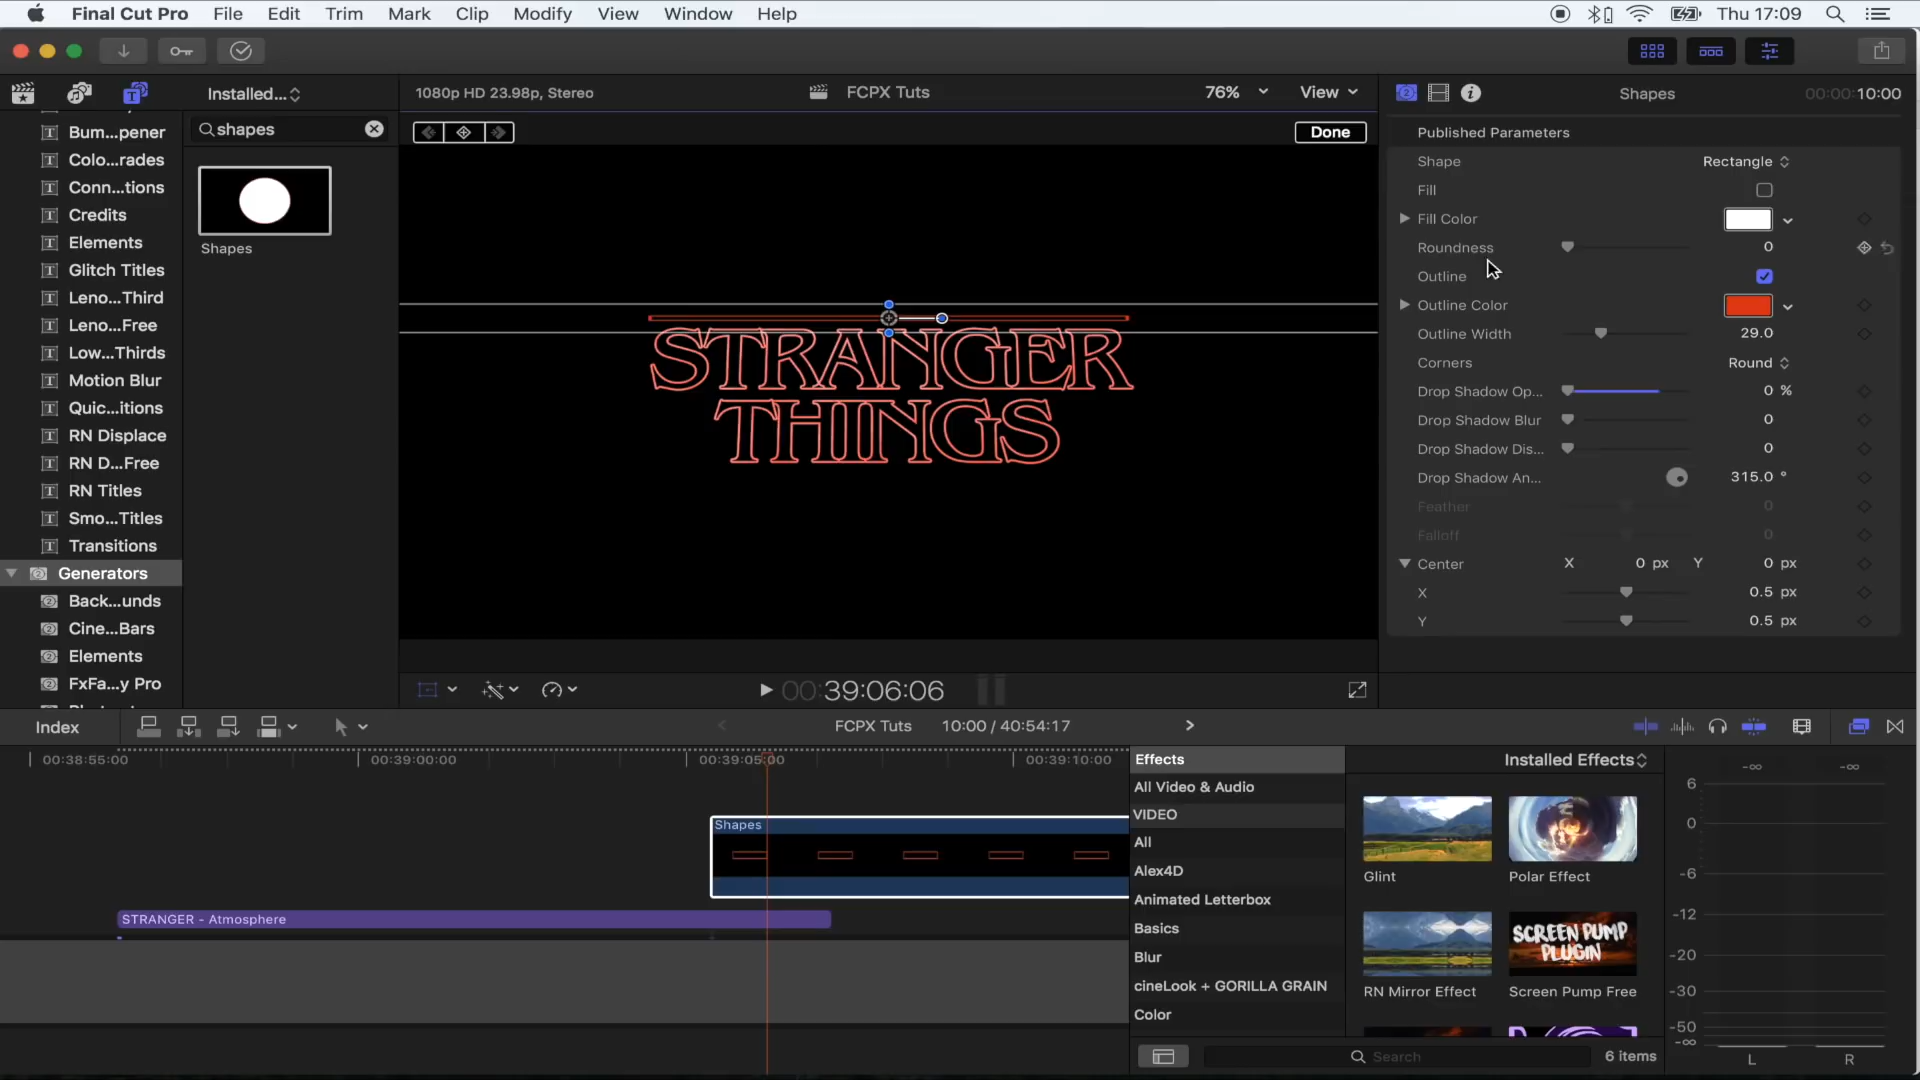 Final Cut Pro File Edit Trim Mark Clip Modify View Window Help Thu 17:09
Installed... 1080p HD 23.98p, Stereo FCPX Tuts 76% View Shapes 00:00:10:00
shapes
Done
Bum...pener
Colo...rades
Conn...tions
Credits
Elements
Glitch Titles
Leno...Third
Leno...Free
Low...Thirds
Motion Blur
Quic...itions
RN Displace
RN D...Free
RN Titles
Smo...Titles
Transitions
Generators
Back...unds
Cine...Bars
Elements
FxFa...y Pro
Shapes
STRANGER
THINGS
Published Parameters
Shape Rectangle
Fill
Fill Color
Roundness 0
Outline
Outline Color
Outline Width 29.0
Corners Round
Drop Shadow Op... 0 %
Drop Shadow Blur 0
Drop Shadow Dis... 0
Drop Shadow An... 315.0 °
Feather 0
Falloff 0
Center X 0 px Y 0 px
X 0.5 px
Y 0.5 px
00:39:06:06
Index FCPX Tuts 10:00 / 40:54:17
00:38:55:00 00:39:00:00 00:39:05:00 00:39:10:00
Shapes
STRANGER - Atmosphere
Effects
All Video & Audio
VIDEO
All
Alex4D
Animated Letterbox
Basics
Blur
cineLook + GORILLA GRAIN
Color
Installed Effects
Glint Polar Effect
SCREEN PUMP
PLUGIN
RN Mirror Effect Screen Pump Free
Search 6 items
-∞ -∞
6
0
-6
-12
-20
-30
-50
-∞
L R